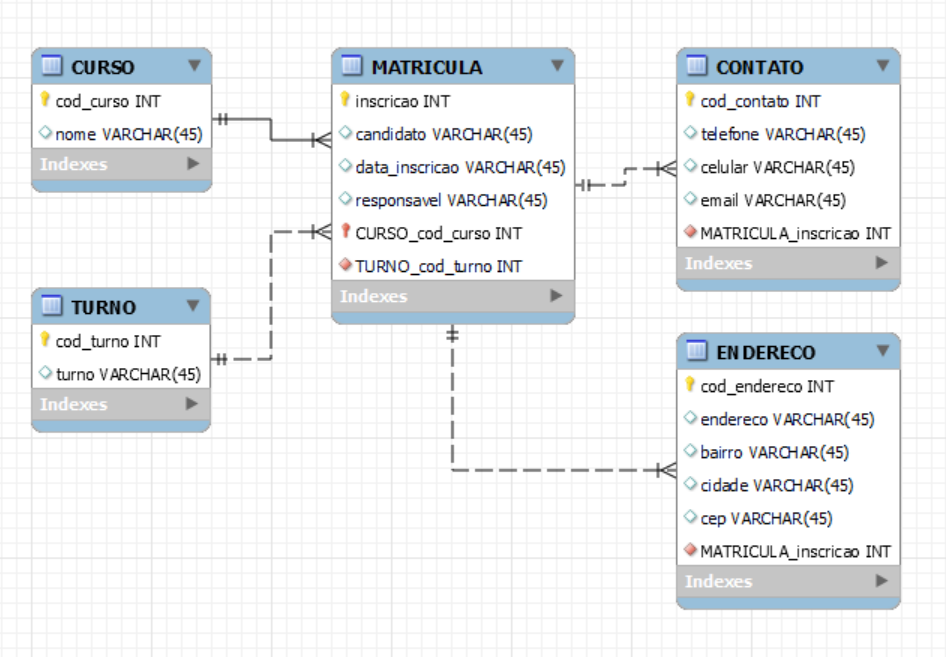 CURSO
cod_curso INT
nome VARCHAR(45)
Indexes
MATRICULA
inscricao INT
candidato VARCHAR(45)
data_inscricao VARCHAR(45)
responsavel VARCHAR(45)
CURSO_cod_curso INT
TURNO_cod_turno INT
Indexes
CONTATO
cod_contato INT
telefone VARCHAR(45)
celular VARCHAR(45)
email VARCHAR(45)
MATRICULA_inscricao INT
Indexes
TURNO
cod_turno INT
turno VARCHAR(45)
Indexes
ENDERECO
cod_endereco INT
endereco VARCHAR(45)
bairro VARCHAR(45)
cidade VARCHAR(45)
cep VARCHAR(45)
MATRICULA_inscricao INT
Indexes